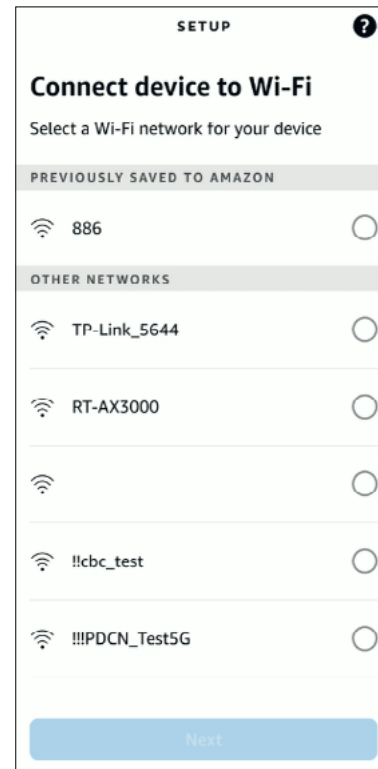 SETUP
?
Connect device to Wi-Fi
Select a Wi-Fi network for your device
PREVIOUSLY SAVED TO AMAZON
886
OTHER NETWORKS
TP-Link_5644
RT-AX3000
!!cbc_test
!!!PDCN_Test5G
Next